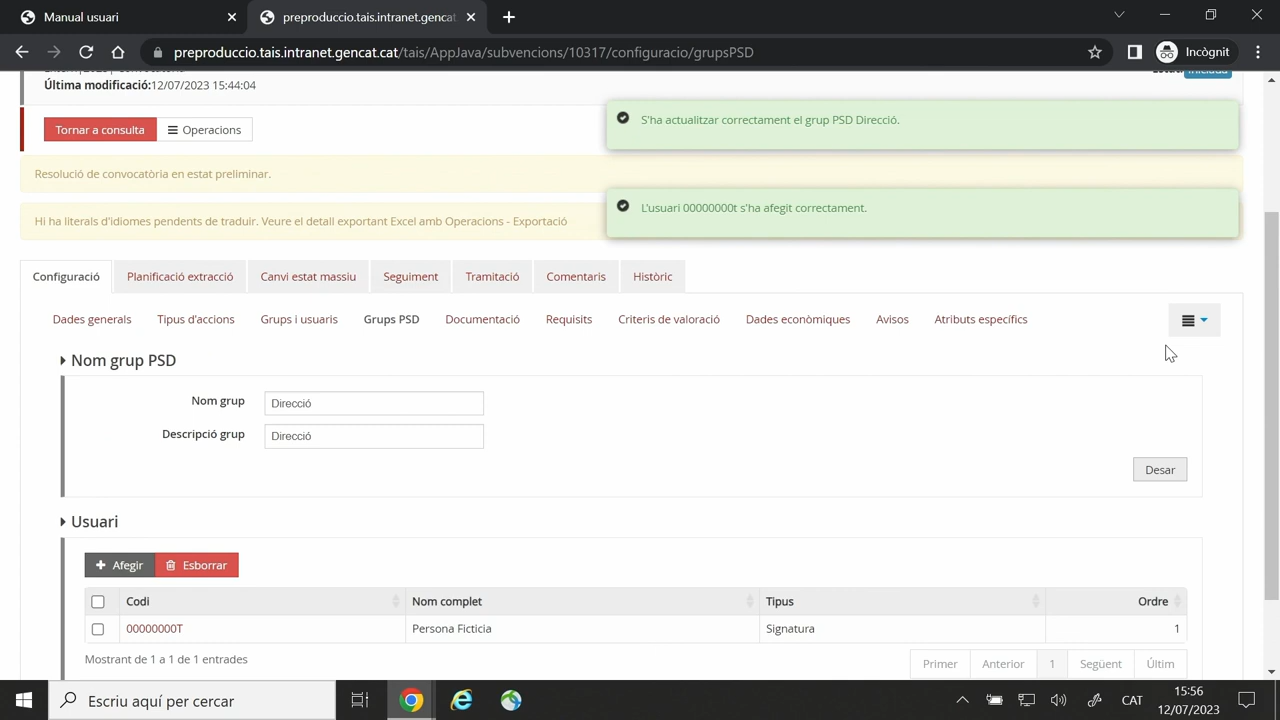 Manual usuari
preproduccio.tais.intranet.gencat
preproduccio.tais.intranet.gencat.cat/tais/AppJava/subvencions/10317/configuracio/grupsPSD
Incògnit
Última modificació:12/07/2023 15:44:04
Tornar a consulta
Operacions
S'ha actualitzar correctament el grup PSD Direcció.
Resolució de convocatòria en estat preliminar.
Hi ha literals d'idiomes pendents de traduir. Veure el detall exportant Excel amb Operacions - Exportació
L'usuari 00000000t s'ha afegit correctament.
Configuració
Planificació extracció
Canvi estat massiu
Seguiment
Tramitació
Comentaris
Històric
Dades generals
Tipus d'accions
Grups i usuaris
Grups PSD
Documentació
Requisits
Criteris de valoració
Dades econòmiques
Avisos
Atributs específics
Nom grup PSD
Nom grup
Direcció
Descripció grup
Direcció
Desar
Usuari
Afegir
Esborrar
Codi
Nom complet
Tipus
Ordre
00000000T
Persona Ficticia
Signatura
1
Mostrant de 1 a 1 de 1 entrades
Primer
Anterior
1
Següent
Últim
Escriu aquí per cercar
CAT
15:56
12/07/2023